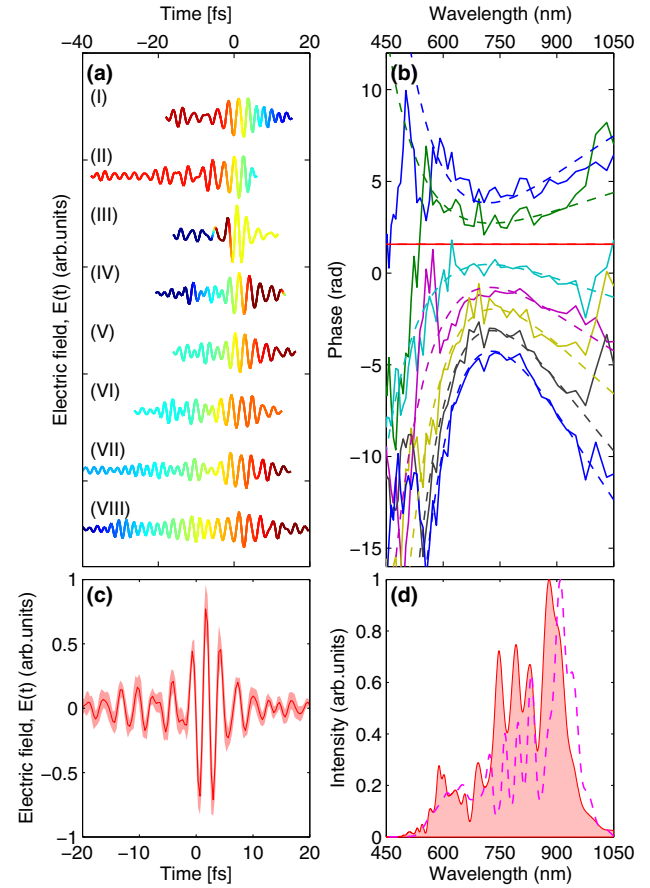 Time [fs]
−40 −20 0 20
(a)
(I)
(II)
(III)
(IV)
(V)
(VI)
(VII)
(VIII)
Electric field, E(t) (arb.units)
Wavelength (nm)
450 600 750 900 1050
(b)
10
5
0
−5
−10
−15
Phase (rad)
(c)
1
0.5
0
−0.5
−1
Electric field, E(t) (arb.units)
−20 −10 0 10 20
Time [fs]
(d)
1
0.8
0.6
0.4
0.2
0
Intensity (arb.units)
450 600 750 900 1050
Wavelength (nm)